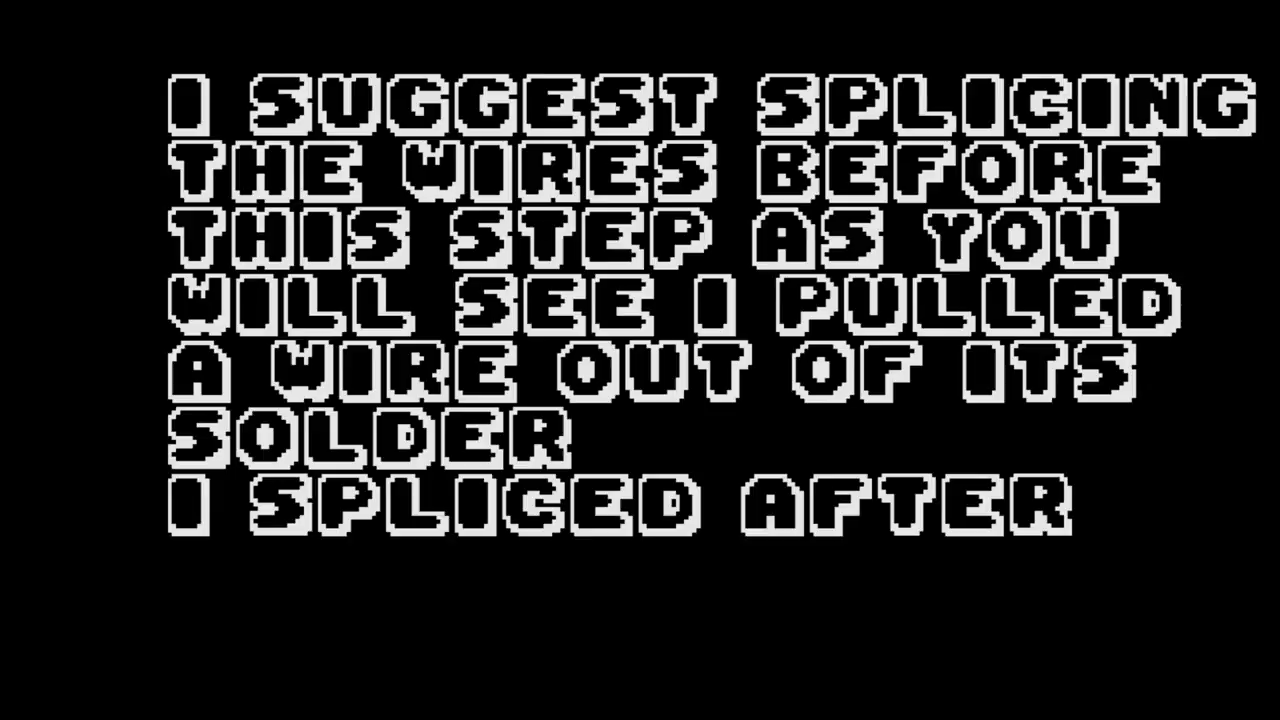 I SUGGEST SPLICING
THE WIRES BEFORE
THIS STEP AS YOU
WILL SEE I PULLED
A WIRE OUT OF ITS
SOLDER
I SPLICED AFTER